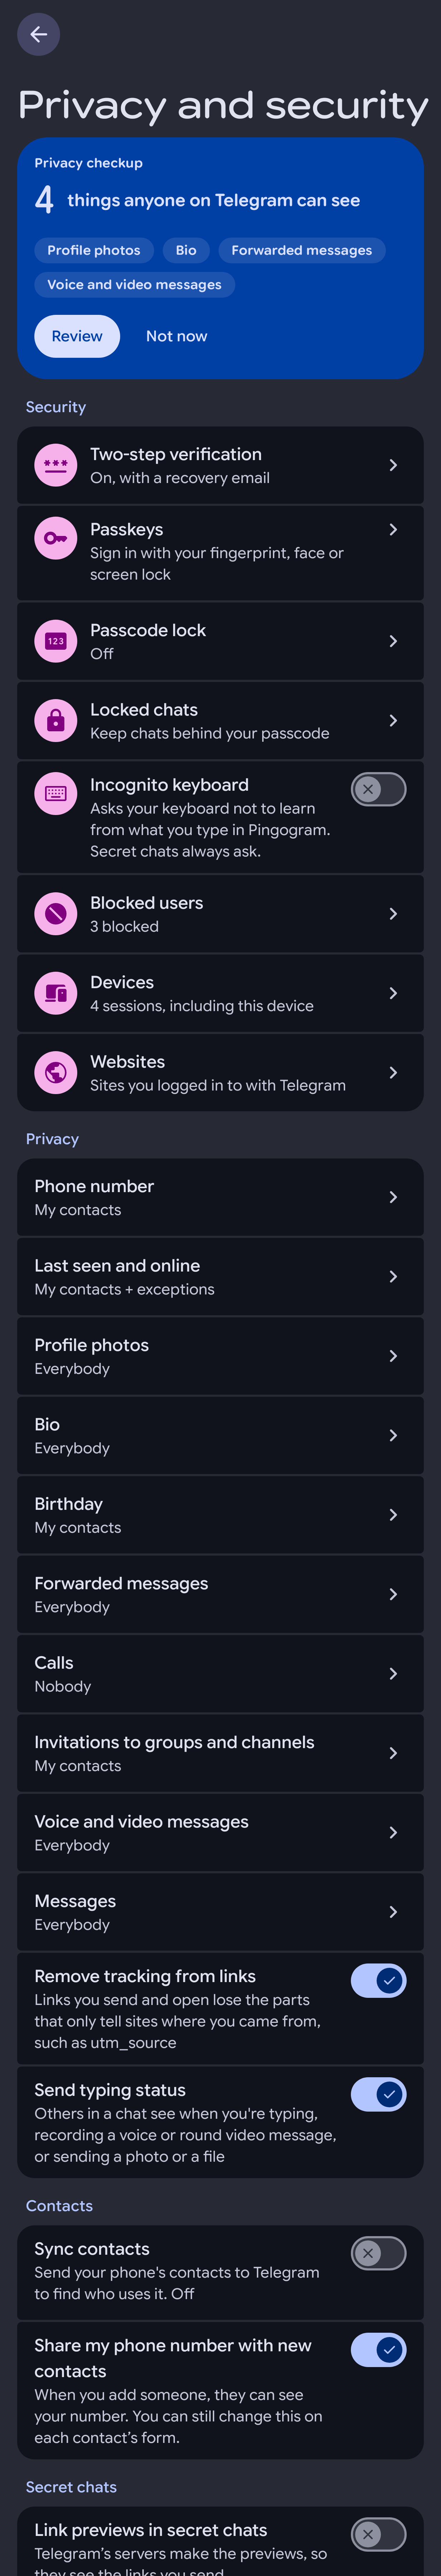 Privacy and security
Privacy checkup
4 things anyone on Telegram can see
Profile photos Bio Forwarded messages
Voice and video messages
Review Not now
Security
Two-step verification
On, with a recovery email
Passkeys
Sign in with your fingerprint, face or
screen lock
123
Passcode lock
Off
Locked chats
Keep chats behind your passcode
Incognito keyboard
Asks your keyboard not to learn
from what you type in Pingogram.
Secret chats always ask.
Blocked users
3 blocked
Devices
4 sessions, including this device
Websites
Sites you logged in to with Telegram
Privacy
Phone number
My contacts
Last seen and online
My contacts + exceptions
Profile photos
Everybody
Bio
Everybody
Birthday
My contacts
Forwarded messages
Everybody
Calls
Nobody
Invitations to groups and channels
My contacts
Voice and video messages
Everybody
Messages
Everybody
Remove tracking from links
Links you send and open lose the parts
that only tell sites where you came from,
such as utm_source
Send typing status
Others in a chat see when you're typing,
recording a voice or round video message,
or sending a photo or a file
Contacts
Sync contacts
Send your phone's contacts to Telegram
to find who uses it. Off
Share my phone number with new
contacts
When you add someone, they can see
your number. You can still change this on
each contact’s form.
Secret chats
Link previews in secret chats
Telegram’s servers make the previews, so
they see the links you send